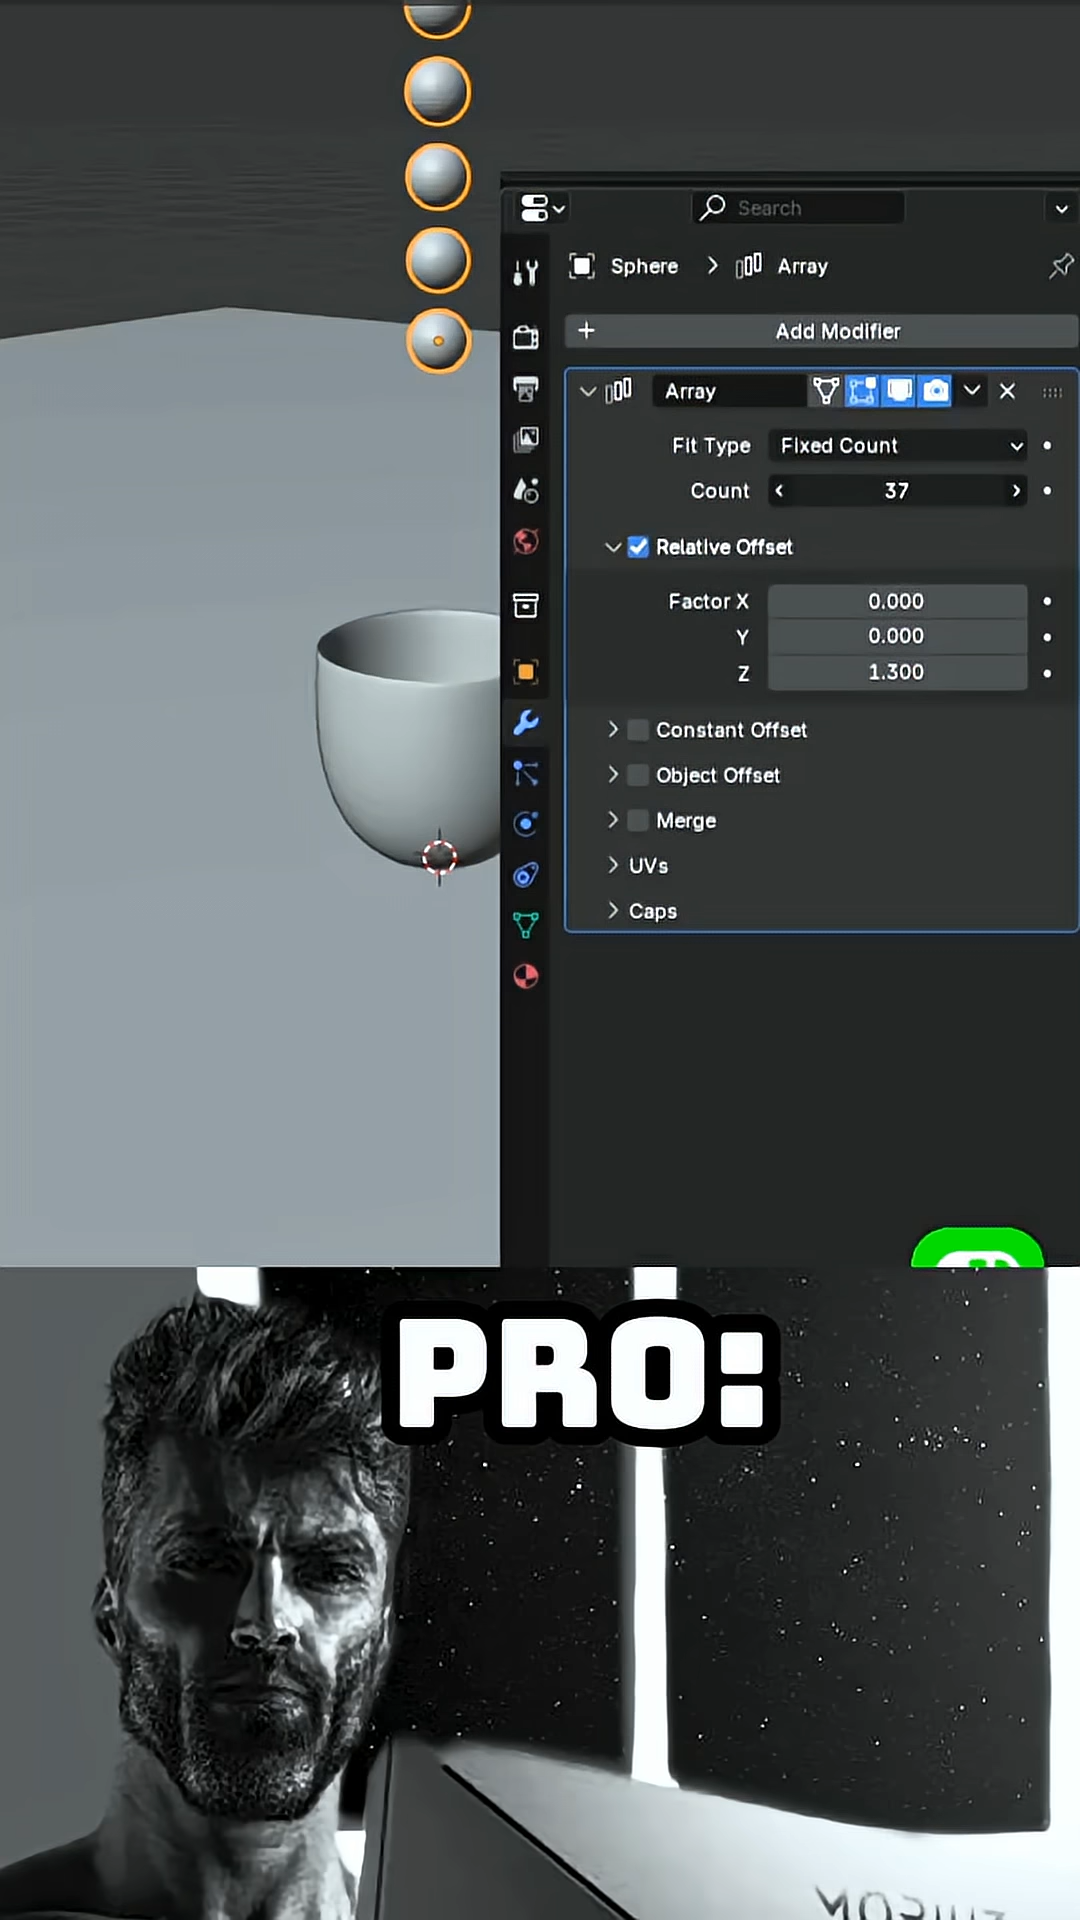 Search
Sphere > Array
+ Add Modifier
Array
Fit Type Fixed Count
Count 37
Relative Offset
Factor X 0.000
Y 0.000
Z 1.300
Constant Offset
Object Offset
Merge
UVs
Caps
PRO: